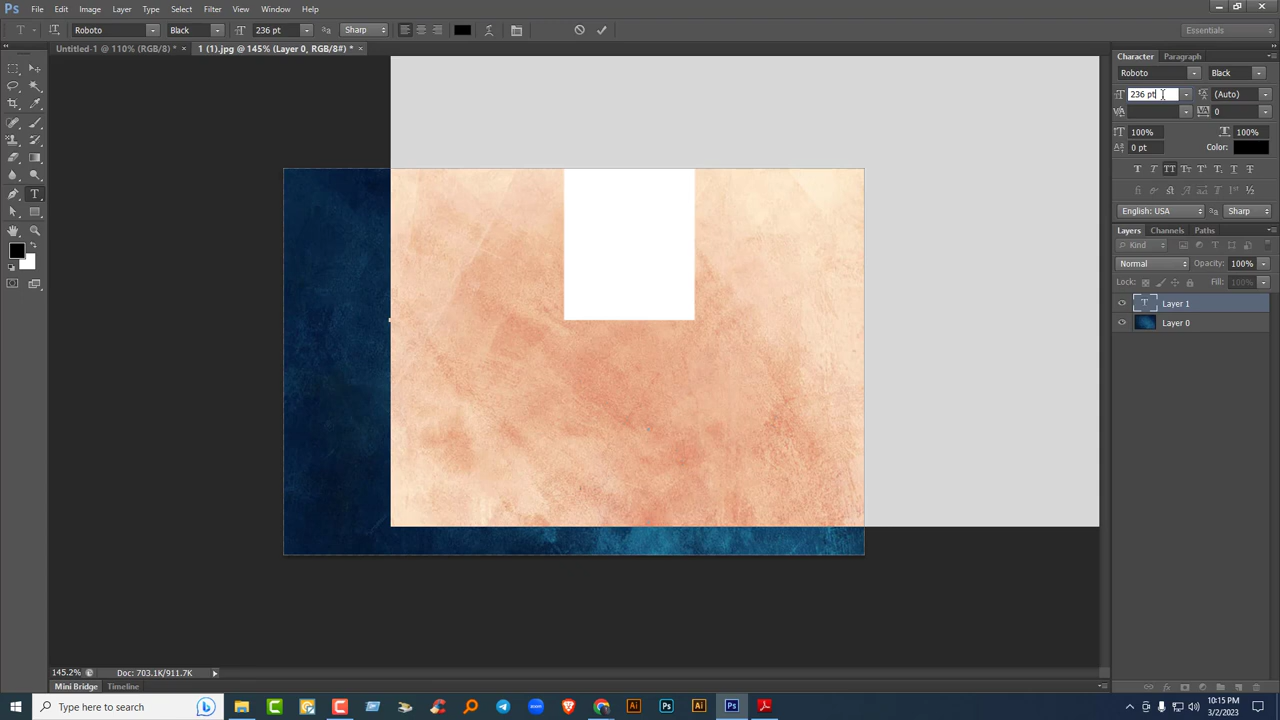 Ps File Edit Image Layer Type Select Filter 3D View Window Help
Roboto Black 236 pt Sharp Essentials
Untitled-1 @ 110% (RGB/8) * × 1 (1).jpg @ 145% (Layer 0, RGB/8#) * ×
Character Paragraph
Roboto Black
236 pt (Auto)
0
100% 100%
0 pt Color:
English: USA Sharp
Layers Channels Paths
Kind
Normal Opacity: 100%
Lock: Fill: 100%
Layer 1
Layer 0
145.2% Doc: 703.1K/911.7K
Mini Bridge Timeline
Type here to search
10:15 PM
3/2/2023